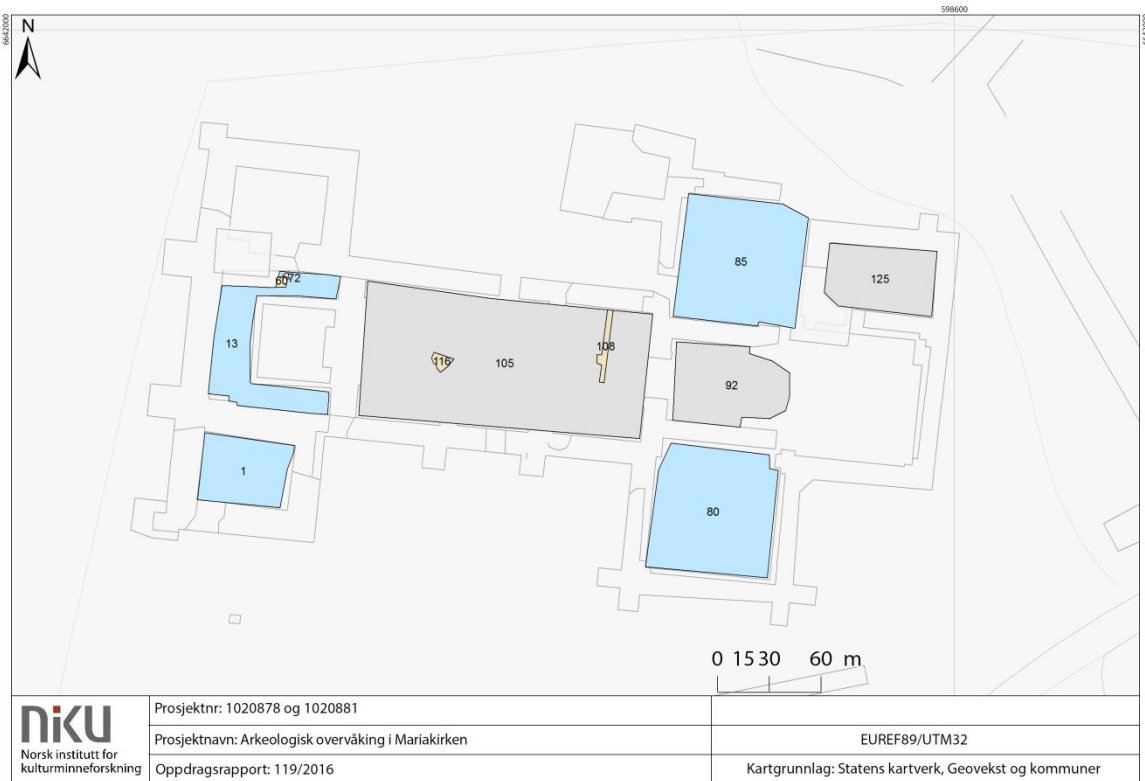 598600
6642000
N
85
125
6072
13
108
116
105
92
1
80
0 15 30 60 m
niku
Norsk institutt for
kulturminneforskning
Prosjektnr: 1020878 og 1020881
Prosjektnavn: Arkeologisk overvåking i Mariakirken
EUREF89/UTM32
Oppdragsrapport: 119/2016
Kartgrunnlag: Statens kartverk, Geovekst og kommuner